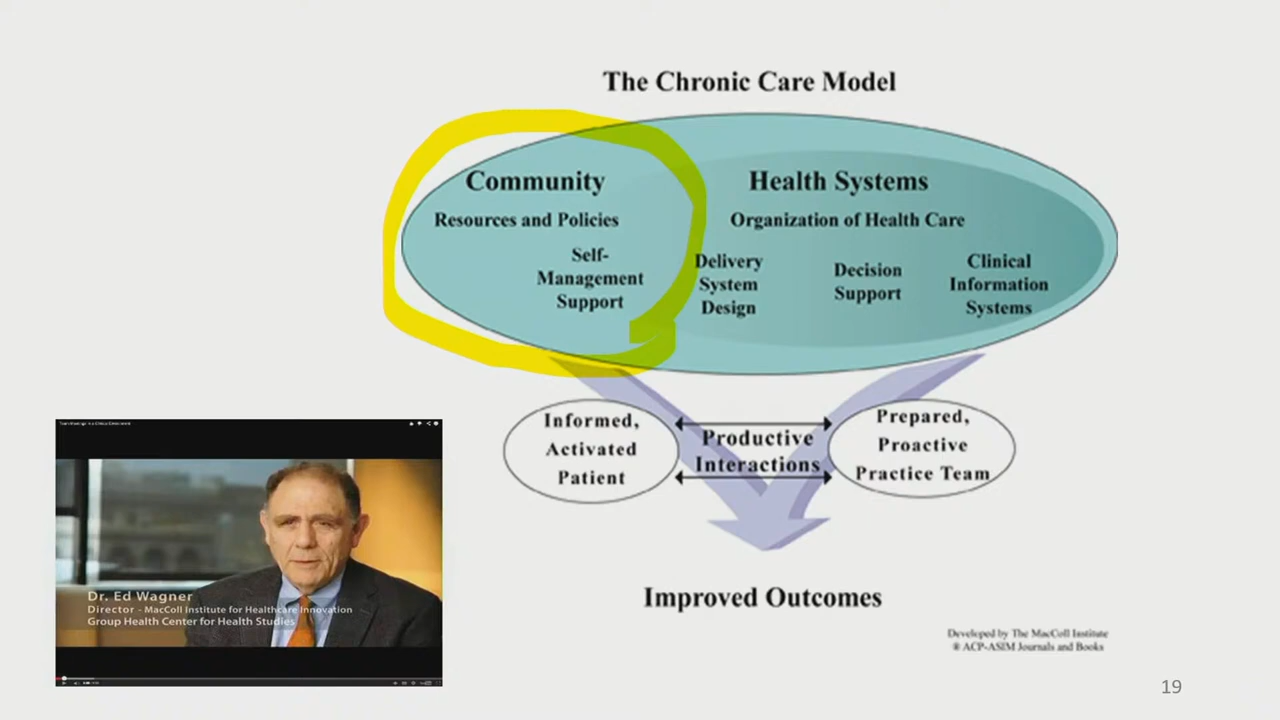 The Chronic Care Model
Community
Resources and Policies
Self-
Management
Support
Health Systems
Organization of Health Care
Delivery
System
Design
Decision
Support
Clinical
Information
Systems
Informed,
Activated
Patient
Productive
Interactions
Prepared,
Proactive
Practice Team
Improved Outcomes
Developed by The MacColl Institute
® ACP-ASIM Journals and Books
Dr. Ed Wagner
Director - MacColl Institute for Healthcare Innovation
Group Health Center for Health Studies
19